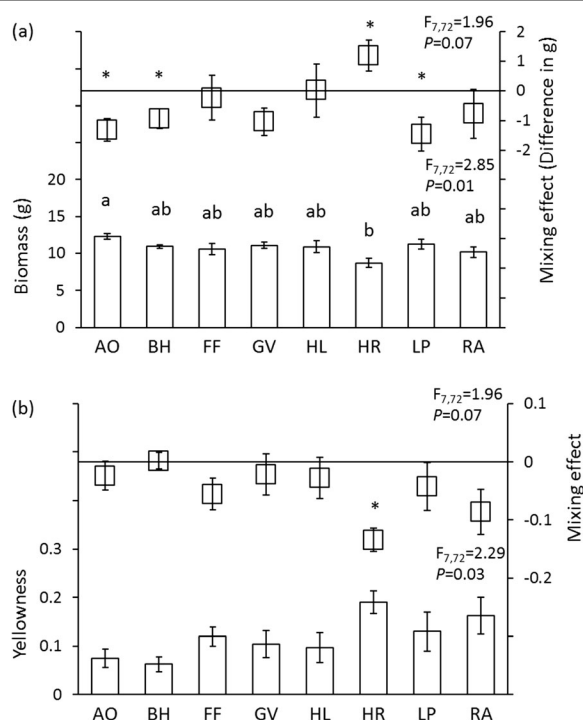 (a)
F7,72=1.96
P=0.07
2
1
0
-1
-2
* * * *
Mixing effect (Difference in g)
F7,72=2.85
P=0.01
20
15
10
5
0
Biomass (g)
a ab ab ab ab b ab ab
AO BH FF GV HL HR LP RA
(b)
F7,72=1.96
P=0.07
0.1
0
-0.1
-0.2
Mixing effect
*
F7,72=2.29
P=0.03
0.3
0.2
0.1
0
Yellowness
AO BH FF GV HL HR LP RA